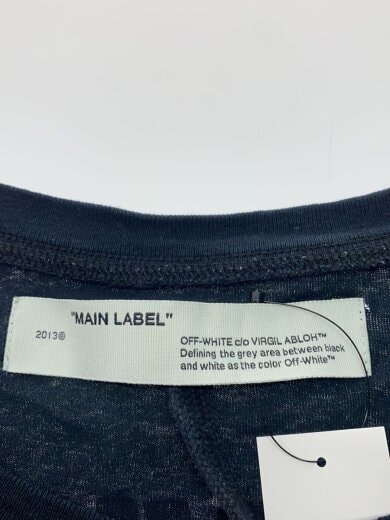 "MAIN LABEL"
2013©
OFF-WHITE c/o VIRGIL ABLOH™
Defining the grey area between black
and white as the color Off-White™